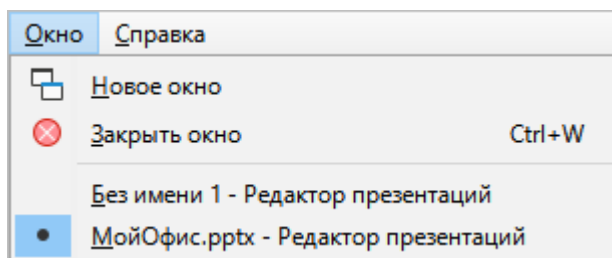 Окно Справка
Новое окно
Закрыть окно Ctrl+W
Без имени 1 - Редактор презентаций
МойОфис.pptx - Редактор презентаций